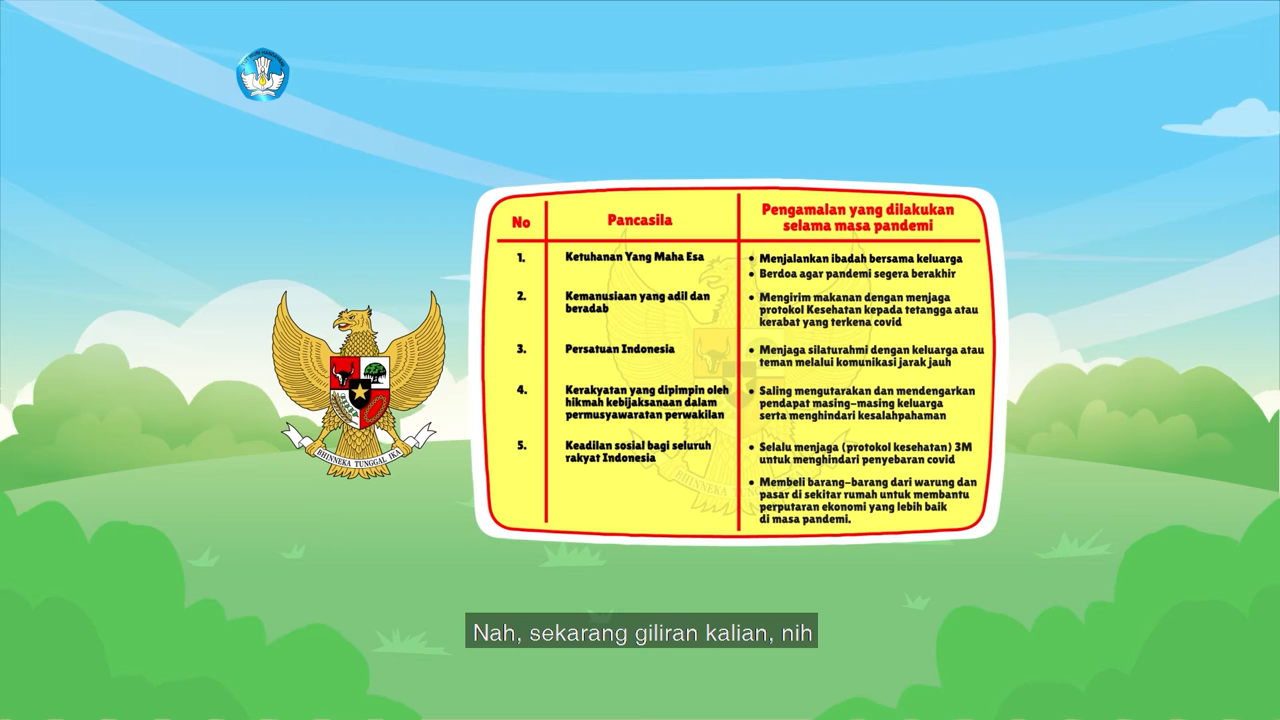 No
Pancasila
Pengamalan yang dilakukan
selama masa pandemi
1.
Ketuhanan Yang Maha Esa
• Menjalankan ibadah bersama keluarga
• Berdoa agar pandemi segera berakhir
2.
Kemanusiaan yang adil dan
beradab
• Mengirim makanan dengan menjaga
protokol Kesehatan kepada tetangga atau
kerabat yang terkena covid
3.
Persatuan Indonesia
• Menjaga silaturahmi dengan keluarga atau
teman melalui komunikasi jarak jauh
4.
Kerakyatan yang dipimpin oleh
hikmah kebijaksanaan dalam
permusyawaratan perwakilan
• Saling mengutarakan dan mendengarkan
pendapat masing-masing keluarga
serta menghindari kesalahpahaman
5.
Keadilan sosial bagi seluruh
rakyat Indonesia
• Selalu menjaga (protokol kesehatan) 3M
untuk menghindari penyebaran covid
• Membeli barang-barang dari warung dan
pasar di sekitar rumah untuk membantu
perputaran ekonomi yang lebih baik
di masa pandemi.
BHINNEKA TUNGGAL IKA
Nah, sekarang giliran kalian, nih